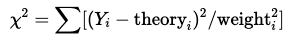 χ² = ∑[(Yᵢ − theoryᵢ)²/weightᵢ²]